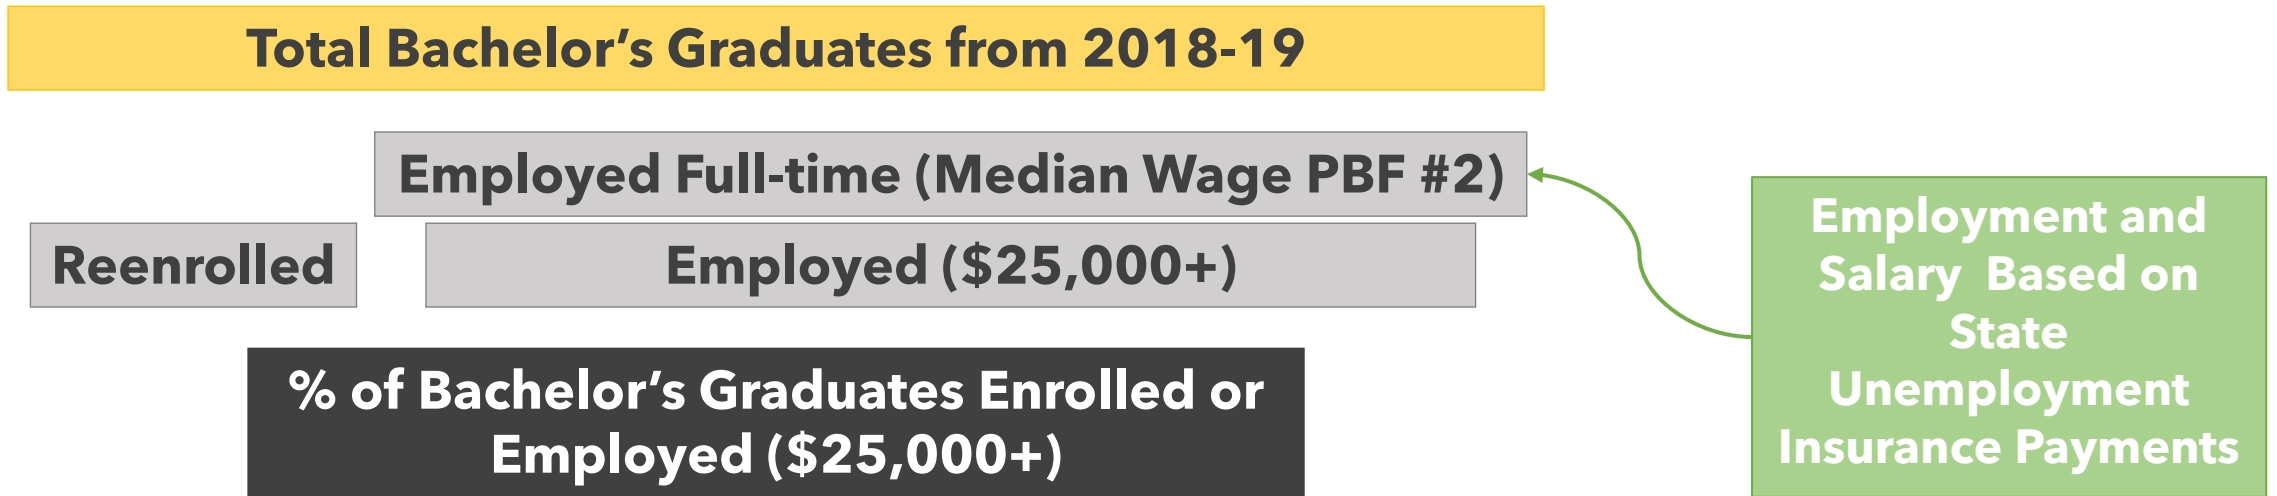 Total Bachelor's Graduates from 2018-19
Employed Full-time (Median Wage PBF #2)
Reenrolled
Employed ($25,000+)
% of Bachelor's Graduates Enrolled or
Employed ($25,000+)
Employment and
Salary  Based on
State
Unemployment
Insurance Payments